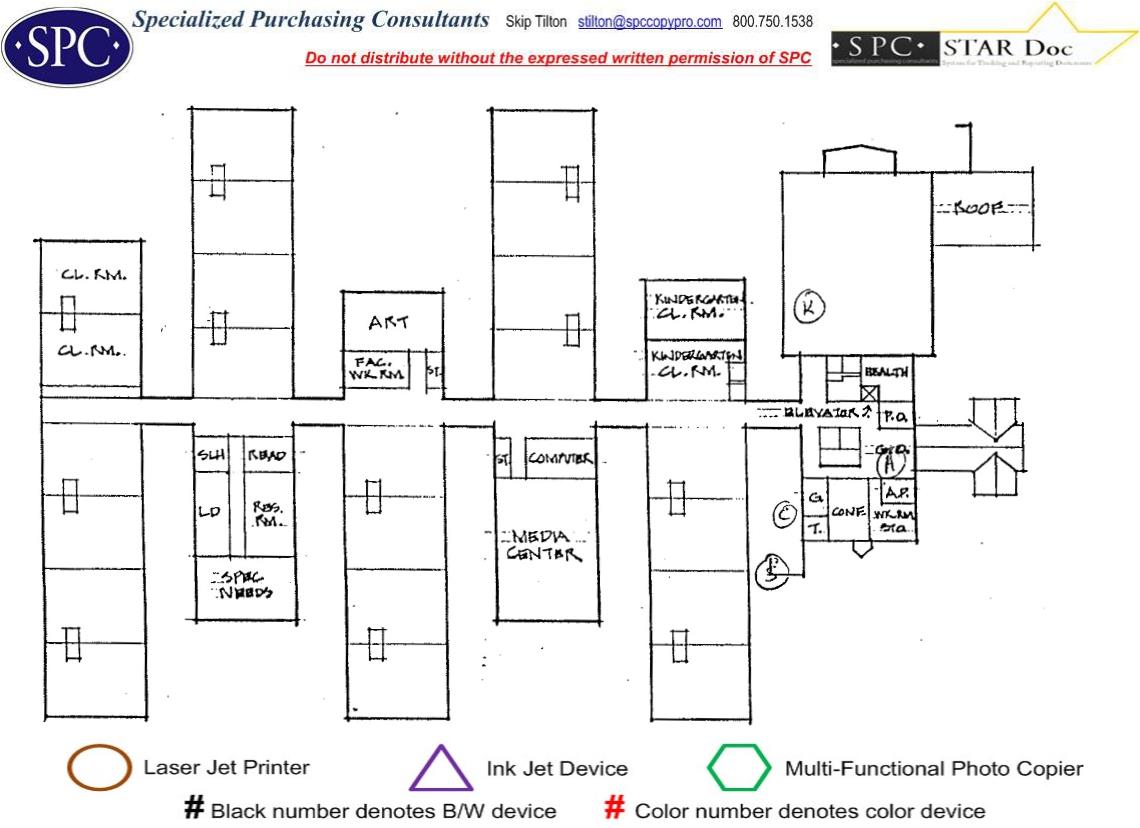 SPC
Specialized Purchasing Consultants Skip Tilton stilton@spccopypro.com 800.750.1538
Do not distribute without the expressed written permission of SPC
SPC
specialized purchasing consultants
STAR Doc
System for Tracking and Reporting Documents
ROOF
CL. RM.
CL. RM.
ART
FAC.
WK. RM.
ST.
KINDERGARTEN
CL. RM.
KINDERGARTEN
CL. RM.
K
HEALTH
ELEVATOR
P.O.
A
SLH
READ
LD
RES.
RM.
SPEC
NEEDS
ST.
COMPUTER
MEDIA
CENTER
C
G.
T.
CONF.
A.P.
WK. RM.
STO.
Laser Jet Printer
Ink Jet Device
Multi-Functional Photo Copier
# Black number denotes B/W device
# Color number denotes color device